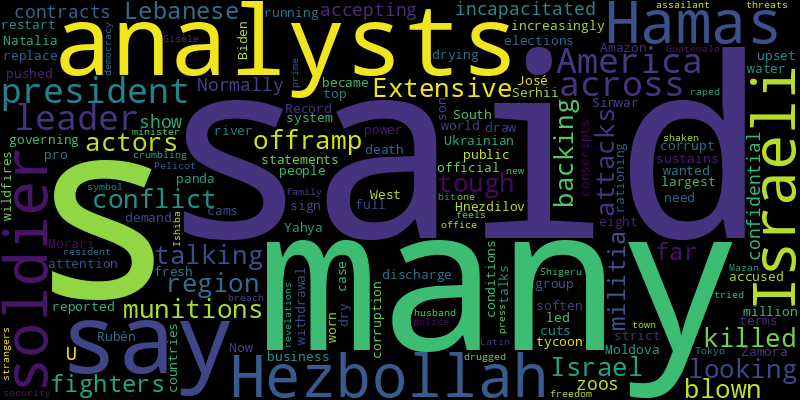 contracts Lebanese running accepting incapacitated assailant threats
restart analysts Biden increasingly Hamas
Natalia democracy Gisèle drying elections
replace Amazon America Guatemala upset
pushed Normally prime became José across water
president Extensive top Serhii Sinwar raped
leader show Record system South backing attacks
said
governing actors minister river offramp power son world draw conscripts shaken corrupt
pro crumbling Pelicot statements death Ukrainian public rationing confidential sustains
wildfires soldier s panda people official tough wanted largest Israeli
conflict symbol cams West full Hnezdilov bitone eight need
Morari demand Ishiba family sign feels office militia far
attention resident talking Yahya many
reported region fresh withdrawal case discharge conditions talks Shigeru group Mazan accused
munitions breach revelations worn dry corruption press soften tried million
strangers say Rubén countries husband led cuts town strict terms killed
U Now police Latin tycoon Moldova Tokyo zamora
fighters business Hezbollah drugged Israel zoos looking
security freedom blown